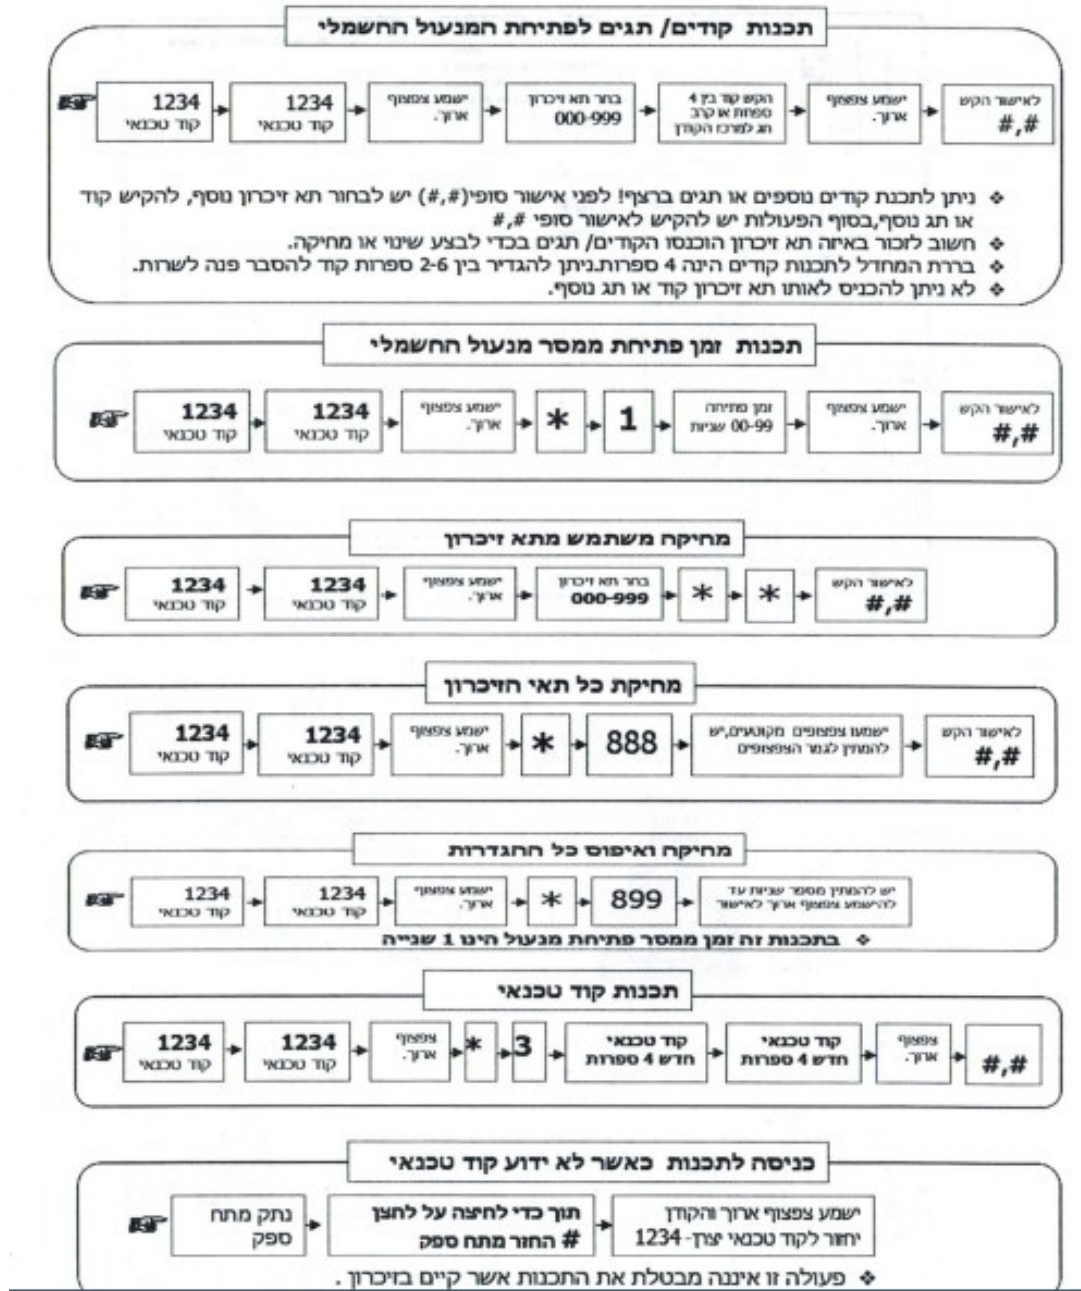 תכנות קודים/ תגים לפתיחת המנעול החשמלי
1234
קוד טכנאי
1234
קוד טכנאי
ישמע צפצוף
ארוך.
בחר תא זיכרון
000-999
הקש קוד בין 4
ספרות או קרב
תג למרכז הקודן
ישמע צפצוף
ארוך.
לאישור הקש
#,#
❖ ניתן לתכנת קודים נוספים או תגים ברצף! לפני אישור סופי(#,#) יש לבחור תא זיכרון נוסף, להקיש קוד
או תג נוסף,בסוף הפעולות יש להקיש לאישור סופי #,#
❖ חשוב לזכור באיזה תא זיכרון הוכנסו הקודים/ תגים בכדי לבצע שינוי או מחיקה.
❖ בררת המחדל לתכנות קודים הינה 4 ספרות.ניתן להגדיר בין 2-6 ספרות קוד להסבר פנה לשרות.
❖ לא ניתן להכניס לאותו תא זיכרון קוד או תג נוסף.
תכנות זמן פתיחת ממסר מנעול החשמלי
1234
קוד טכנאי
1234
קוד טכנאי
ישמע צפצוף
ארוך.
*
1
זמן פתיחה
00-99 שניות
ישמע צפצוף
ארוך.
לאישור הקש
#,#
מחיקה משתמש מתא זיכרון
1234
קוד טכנאי
1234
קוד טכנאי
ישמע צפצוף
ארוך.
בחר תא זיכרון
000-999
*
*
לאישור הקש
#,#
מחיקת כל תאי הזיכרון
1234
קוד טכנאי
1234
קוד טכנאי
ישמע צפצוף
ארוך.
*
888
ישמעו צפצופים מקוטעים,יש
להמתין לגמר הצפצופים
לאישור הקש
#,#
מחיקה ואיפוס כל ההגדרות
1234
קוד טכנאי
1234
קוד טכנאי
ישמע צפצוף
ארוך.
*
899
יש להמתין מספר שניות עד
להישמע צפצוף ארוך לאישור
❖ בתכנות זה זמן ממסר פתיחת מנעול הינו 1 שנייה
תכנות קוד טכנאי
1234
קוד טכנאי
1234
קוד טכנאי
צפצוף
ארוך.
*
3
קוד טכנאי
חדש 4 ספרות
קוד טכנאי
חדש 4 ספרות
צפצוף
ארוך.
#,#
כניסה לתכנות כאשר לא ידוע קוד טכנאי
נתק מתח
ספק
תוך כדי לחיצה על לחצן
# החזר מתח ספק
ישמע צפצוף ארוך והקודן
יחזור לקוד טכנאי יצרן- 1234
❖ פעולה זו איננה מבטלת את התכנות אשר קיים בזיכרון .